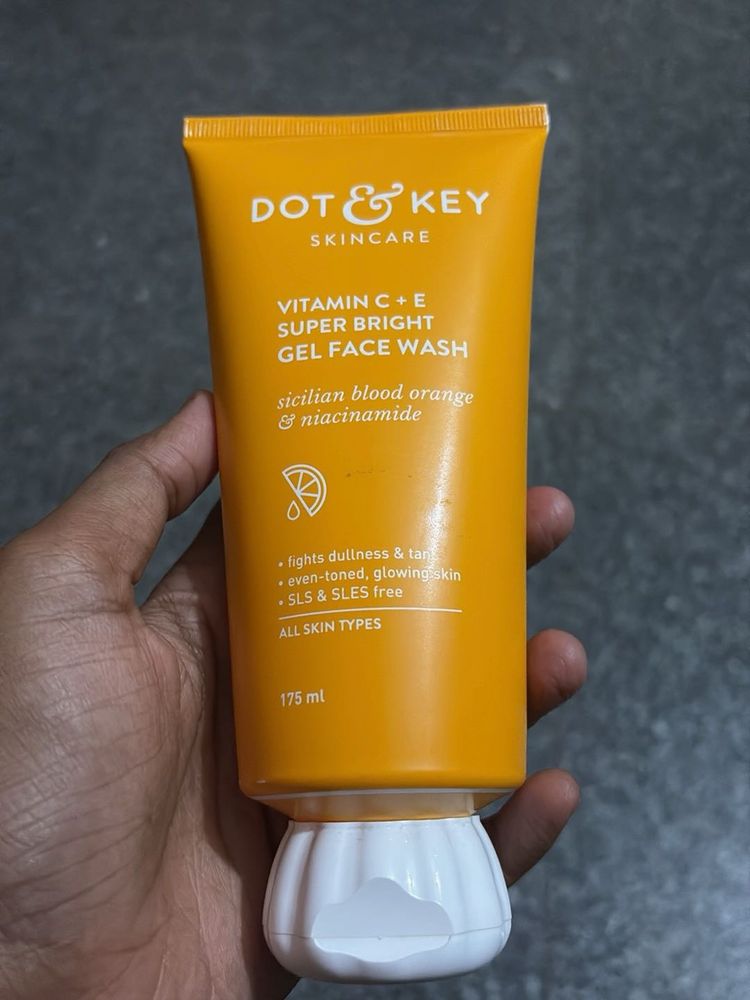 DOT & KEY
SKINCARE
VITAMIN C + E
SUPER BRIGHT
GEL FACE WASH
sicilian blood orange
& niacinamide
• fights dullness & tan
• even-toned, glowing skin
• SLS & SLES free
ALL SKIN TYPES
175 ml